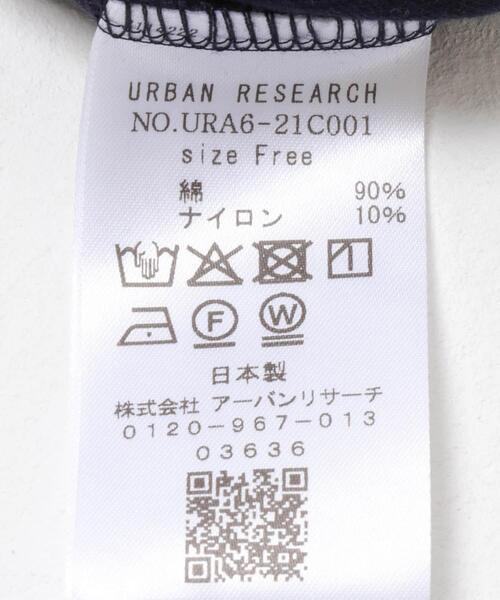 URBAN RESEARCH
NO.URA6-21C001
size Free
綿 90%
ナイロン 10%
F W
日本製
株式会社 アーバンリサーチ
0120-967-013
03636